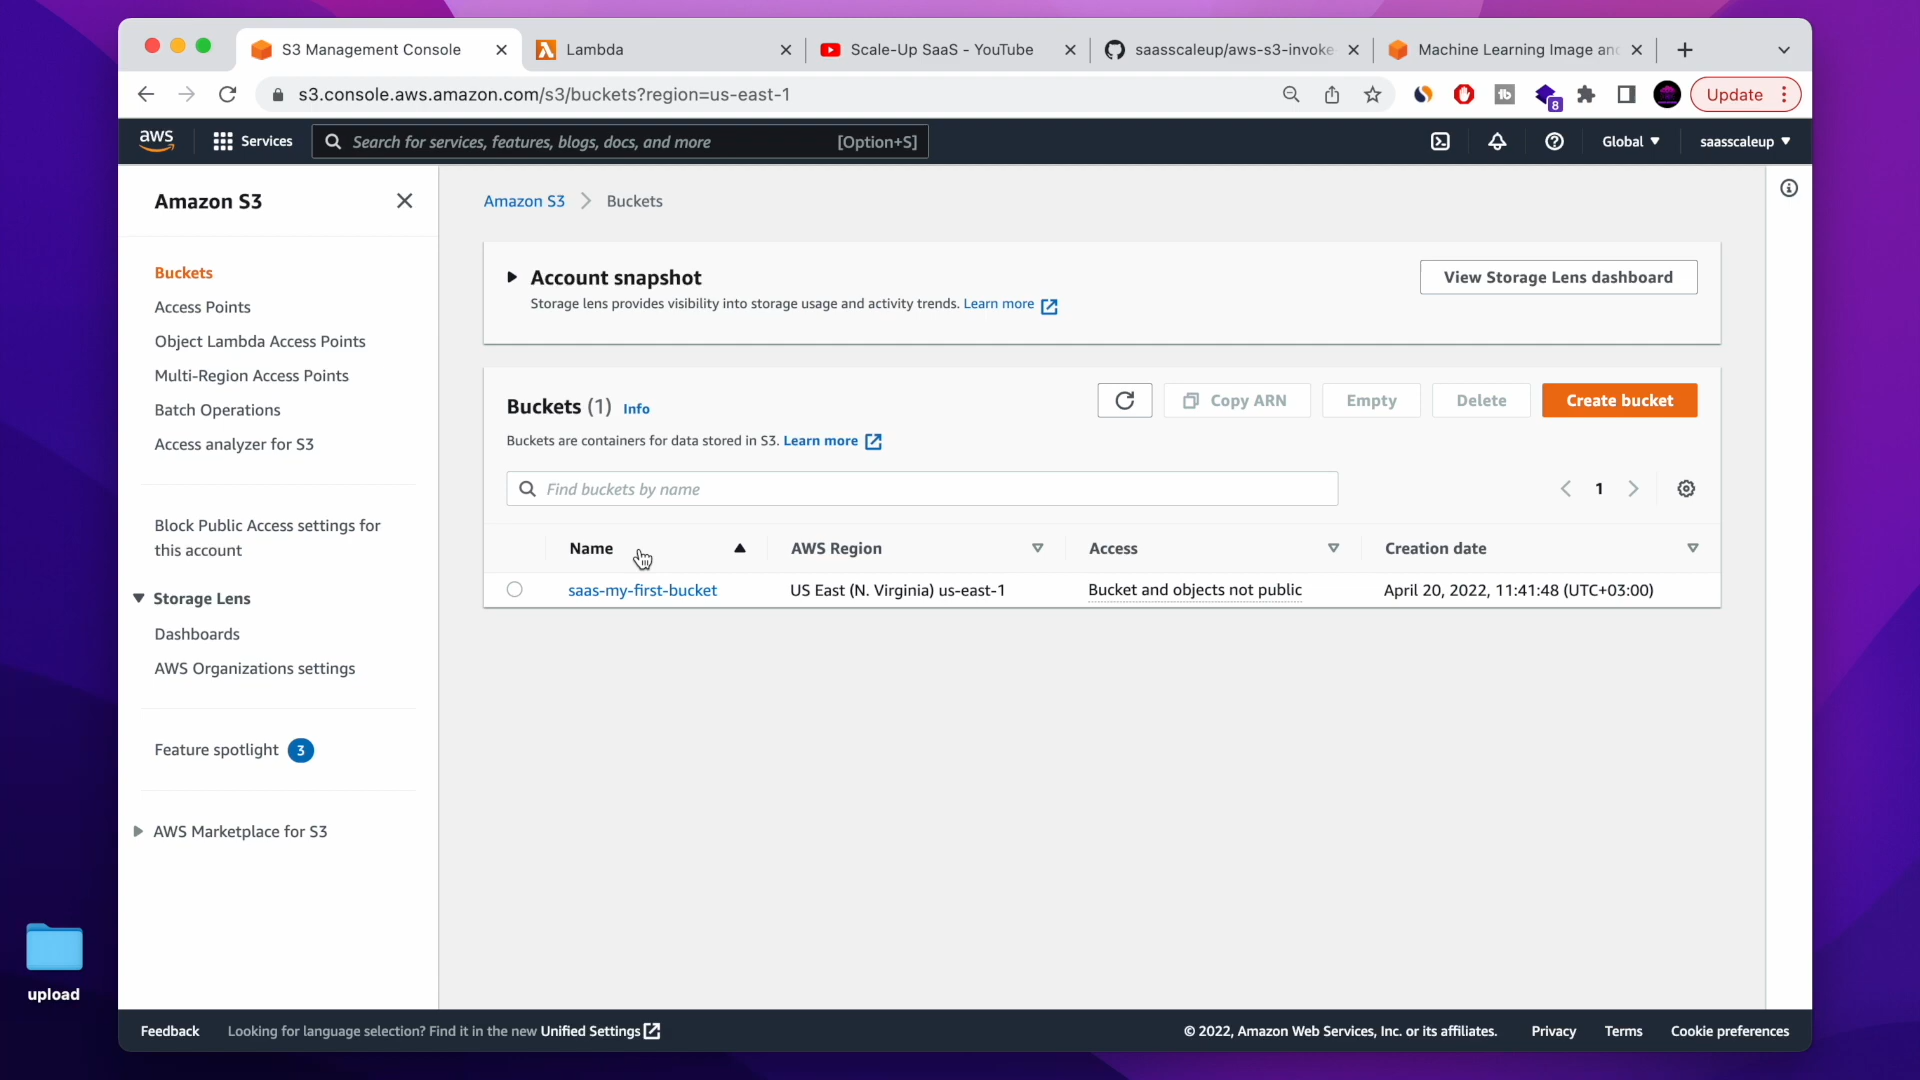 S3 Management Console
Lambda
Scale-Up SaaS - YouTube
saasscaleup/aws-s3-invoke-
Machine Learning Image an
s3.console.aws.amazon.com/s3/buckets?region=us-east-1
tb
8
Update
aws
Services
Search for services, features, blogs, docs, and more
[Option+S]
Global
saasscaleup
Amazon S3
Amazon S3
Buckets
Buckets
Access Points
Object Lambda Access Points
Multi-Region Access Points
Batch Operations
Access analyzer for S3
Block Public Access settings for
this account
Storage Lens
Dashboards
AWS Organizations settings
Feature spotlight 3
AWS Marketplace for S3
Account snapshot
Storage lens provides visibility into storage usage and activity trends. Learn more
View Storage Lens dashboard
Buckets (1) Info
Buckets are containers for data stored in S3. Learn more
Copy ARN
Empty
Delete
Create bucket
Find buckets by name
1
Name
AWS Region
Access
Creation date
saas-my-first-bucket
US East (N. Virginia) us-east-1
Bucket and objects not public
April 20, 2022, 11:41:48 (UTC+03:00)
upload
Feedback
Looking for language selection? Find it in the new Unified Settings
© 2022, Amazon Web Services, Inc. or its affiliates.
Privacy
Terms
Cookie preferences